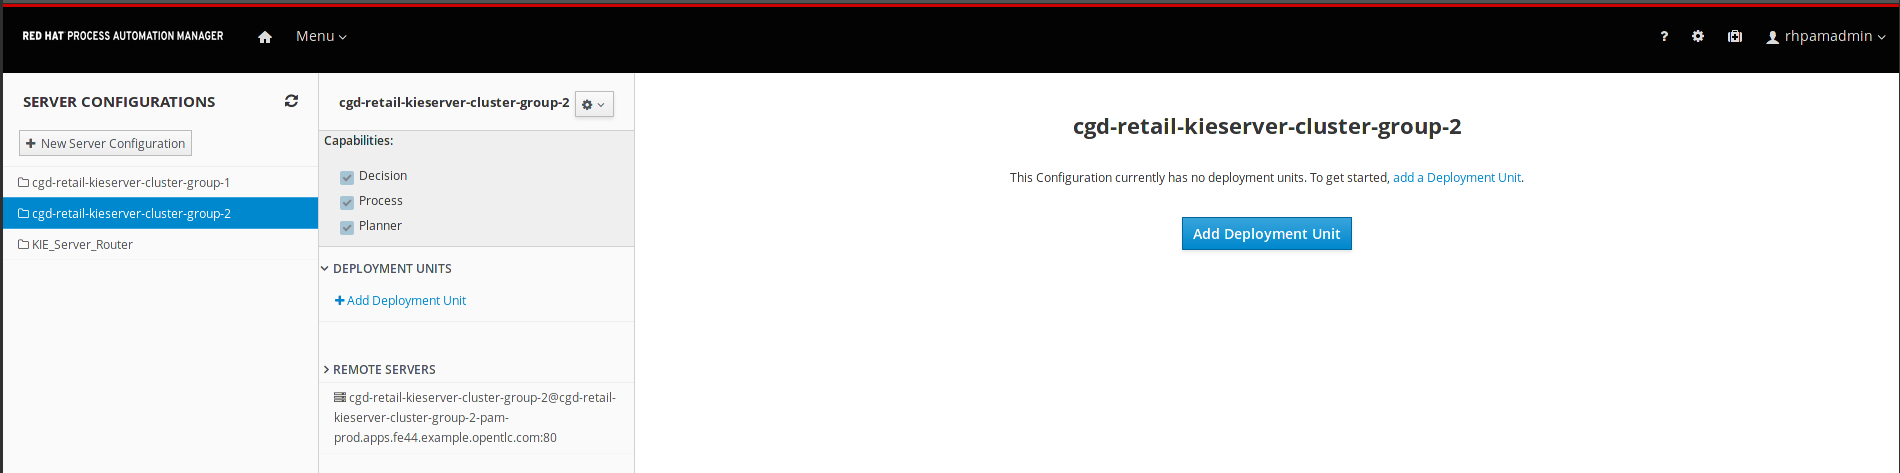 RED HAT PROCESS AUTOMATION MANAGER
Menu
?
rhpamadmin
SERVER CONFIGURATIONS
+ New Server Configuration
cgd-retail-kieserver-cluster-group-1
cgd-retail-kieserver-cluster-group-2
KIE_Server_Router
cgd-retail-kieserver-cluster-group-2
Capabilities:
Decision
Process
Planner
DEPLOYMENT UNITS
+ Add Deployment Unit
REMOTE SERVERS
cgd-retail-kieserver-cluster-group-2@cgd-retail-
kieserver-cluster-group-2-pam-
prod.apps.fe44.example.opentlc.com:80
cgd-retail-kieserver-cluster-group-2
This Configuration currently has no deployment units. To get started, add a Deployment Unit.
Add Deployment Unit